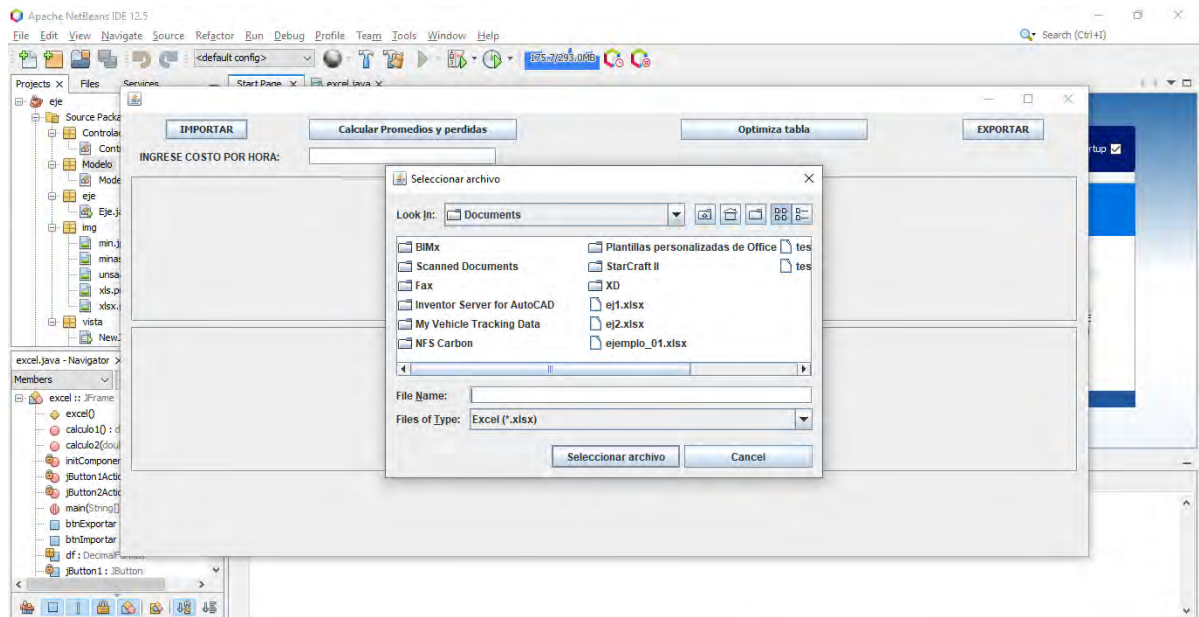 Apache NetBeans IDE 12.5
File Edit View Navigate Source Refactor Run Debug Profile Team Tools Window Help
Search (Ctrl+I)
<default config>
175.7/293.0MB
Projects Files Services Start Page excel.java
eje
Source Packa
Controlad
Cont
Modelo
Mode
eje
Eje.j
img
min.j
minas
unsa
xls.p
xlsx.
vista
New
IMPORTAR Calcular Promedios y perdidas Optimiza tabla EXPORTAR
INGRESE COSTO POR HORA:
rtup
Seleccionar archivo
Look In: Documents
BIMx Plantillas personalizadas de Office tes
Scanned Documents StarCraft II tes
Fax XD
Inventor Server for AutoCAD ej1.xlsx
My Vehicle Tracking Data ej2.xlsx
NFS Carbon ejemplo_01.xlsx
File Name:
Files of Type: Excel (*.xlsx)
Seleccionar archivo Cancel
excel.java - Navigator
Members
excel :: JFrame
excel()
calculo1() : d
calculo2(doul
initComponen
jButton1Actio
jButton2Actio
main(String[]
btnExportar
btnImportar
df : DecimalFormat
jButton1 : JButton